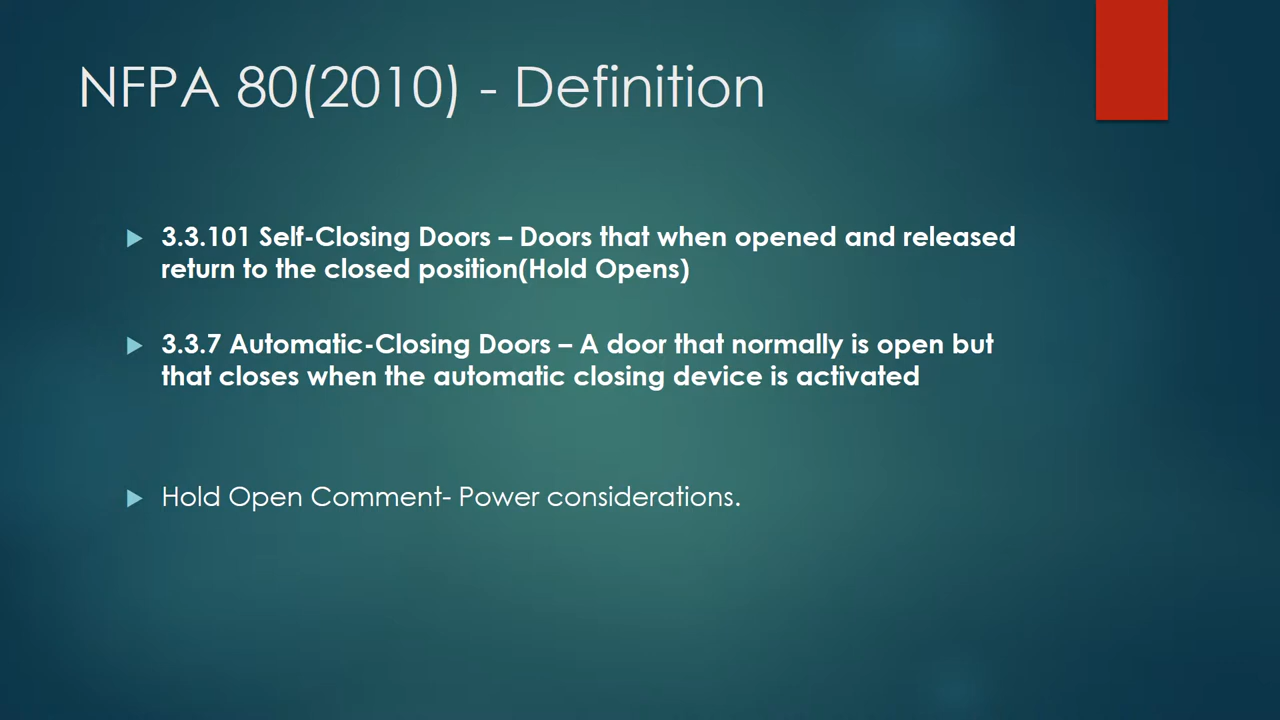 NFPA 80(2010) - Definition
3.3.101 Self-Closing Doors – Doors that when opened and released
return to the closed position(Hold Opens)
3.3.7 Automatic-Closing Doors – A door that normally is open but
that closes when the automatic closing device is activated
Hold Open Comment- Power considerations.